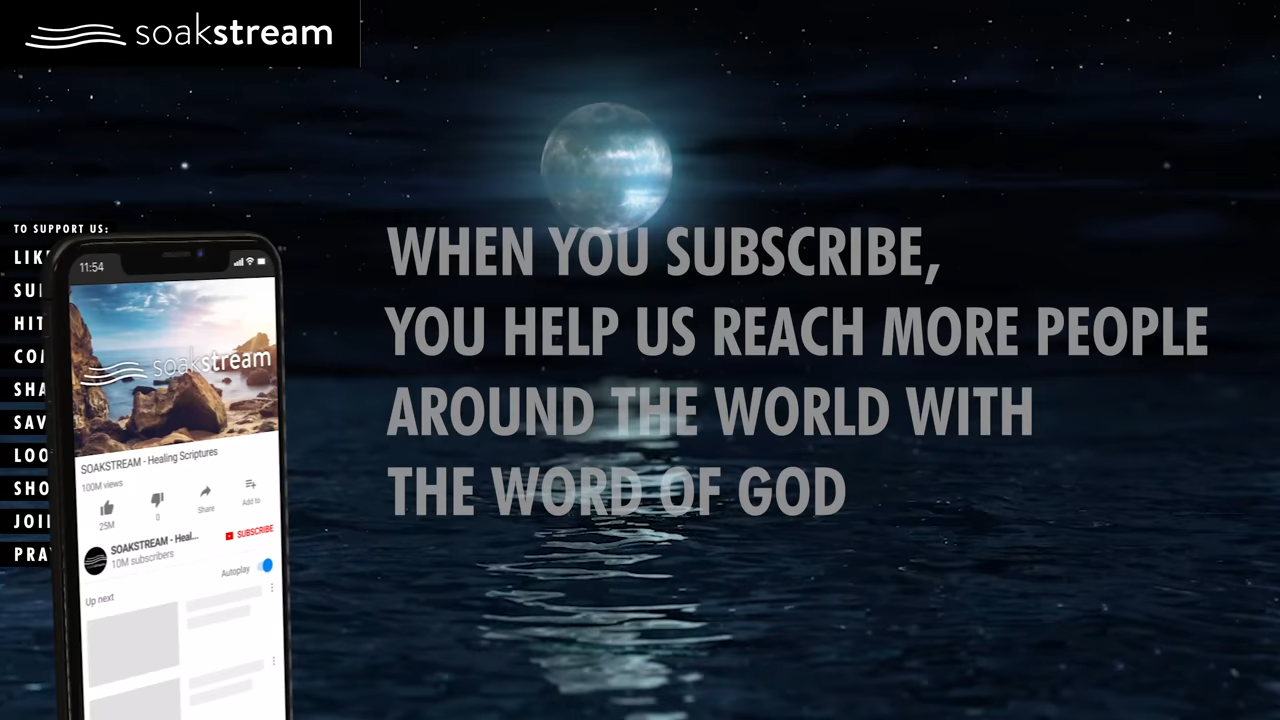 soakstream
TO SUPPORT US:
HIT
WHEN YOU SUBSCRIBE,
YOU HELP US REACH MORE PEOPLE
AROUND THE WORLD WITH
THE WORD OF GOD
11:54
soakstream
SOAKSTREAM - Healing Scriptures
100M views
25M
0
Share
Add to
SOAKSTREAM - Heal...
SUBSCRIBE
10M subscribers
Autoplay
Up next